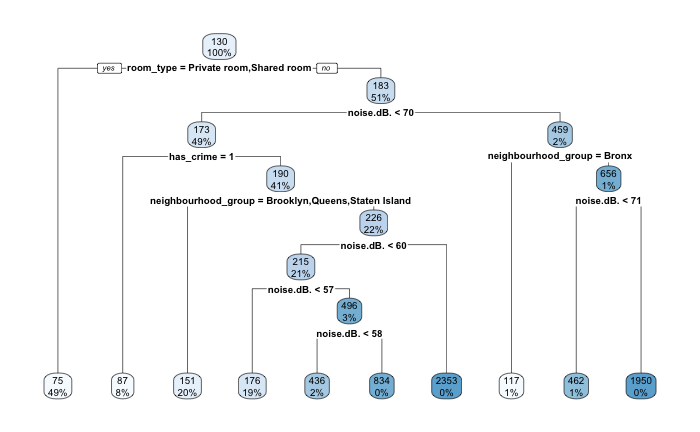 130
100%
yes room_type = Private room,Shared room no
183
51%
noise.dB. < 70
173
49%
459
2%
has_crime = 1
neighbourhood_group = Bronx
190
41%
656
1%
neighbourhood_group = Brooklyn,Queens,Staten Island
noise.dB. < 71
226
22%
noise.dB. < 60
215
21%
noise.dB. < 57
496
3%
noise.dB. < 58
75 87 151 176 436 834 2353 117 462 1950
49% 8% 20% 19% 2% 0% 0% 1% 1% 0%